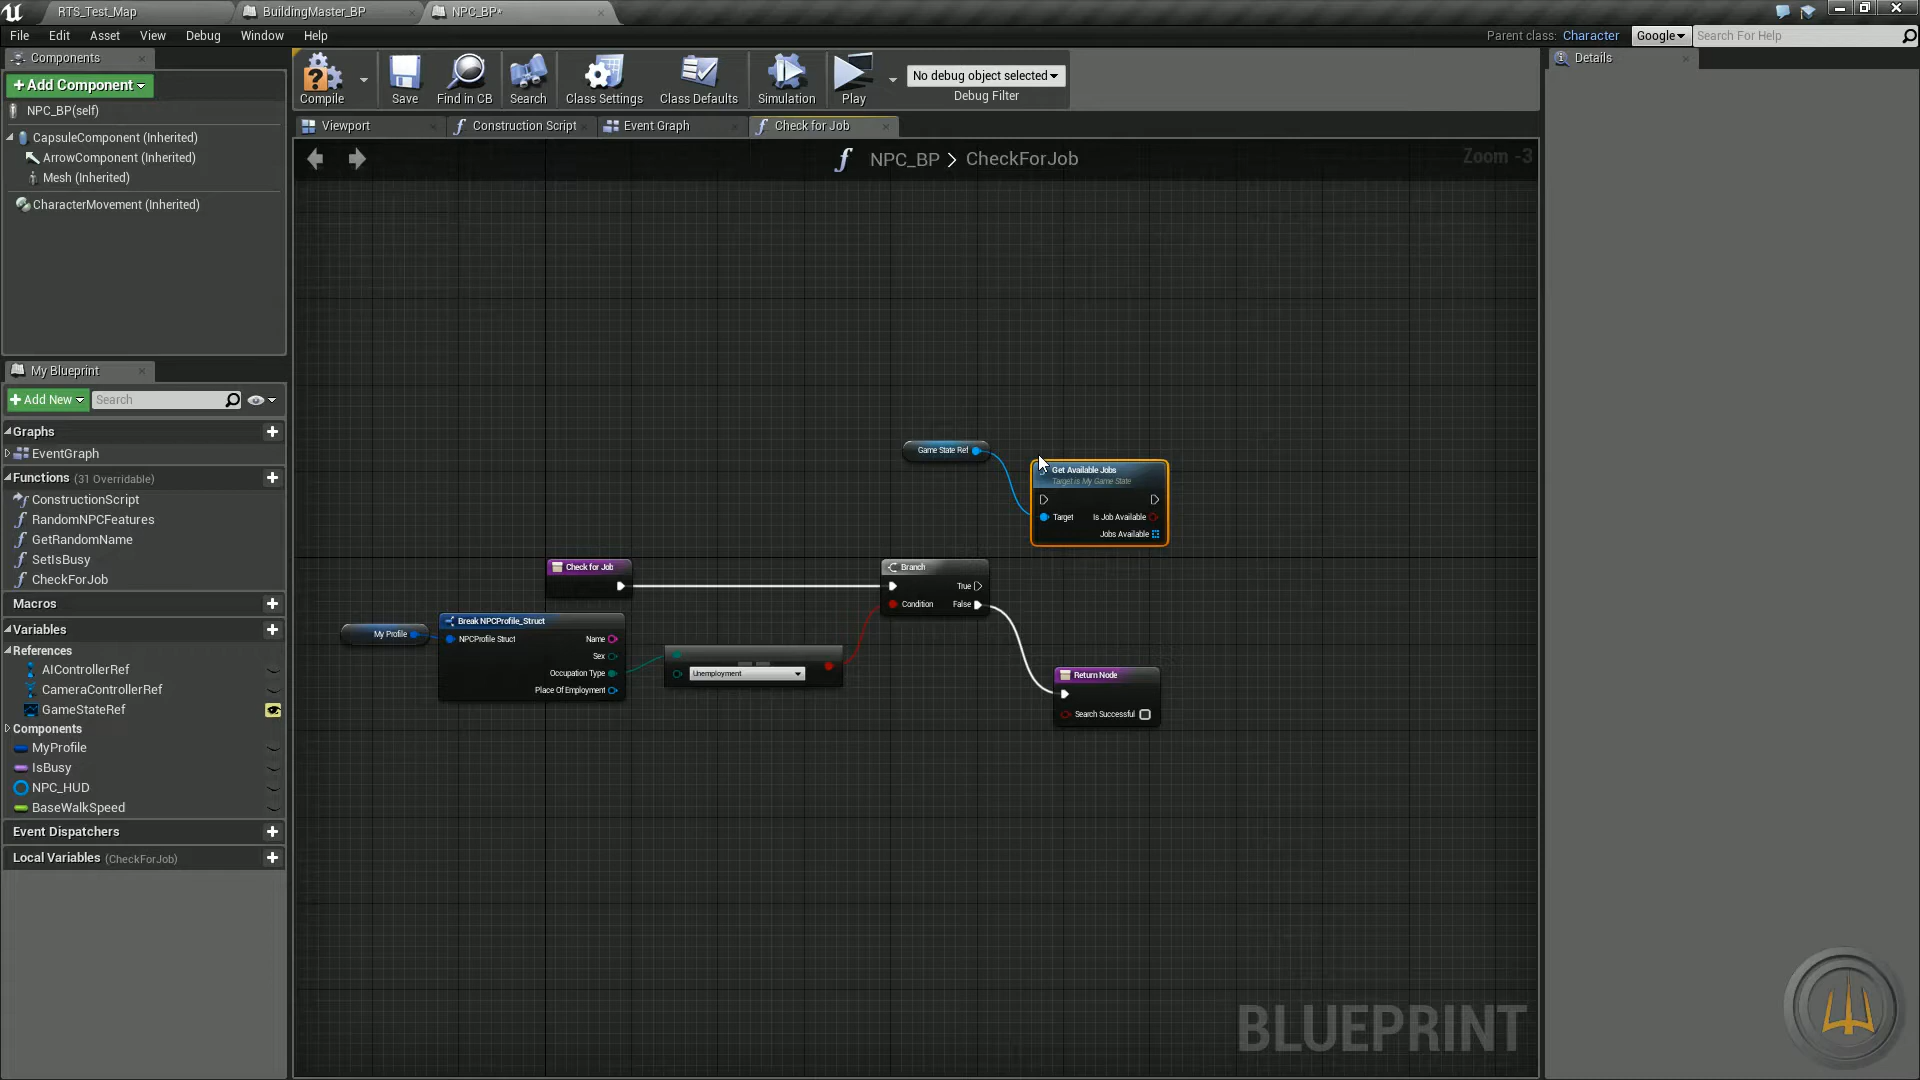 RTS_Test_Map
BuildingMaster_BP
NPC_BP*
File Edit Asset View Debug Window Help
Parent class: Character Google Search For Help
Components
+Add Component
NPC_BP(self)
CapsuleComponent (Inherited)
ArrowComponent (Inherited)
Mesh (Inherited)
CharacterMovement (Inherited)
My Blueprint
+Add New Search
Graphs
EventGraph
Functions (31 Overridable)
ConstructionScript
RandomNPCFeatures
GetRandomName
SetIsBusy
CheckForJob
Macros
Variables
References
AIControllerRef
CameraControllerRef
GameStateRef
Components
MyProfile
IsBusy
NPC_HUD
BaseWalkSpeed
Event Dispatchers
Local Variables (CheckForJob)
Compile Save Find in CB Search Class Settings Class Defaults Simulation Play
No debug object selected
Debug Filter
Viewport
Construction Script
Event Graph
Check for Job
NPC_BP > CheckForJob
Zoom -3
Game State Ref
Get Available Jobs
Target is My Game State
Target Is Job Available
Jobs Available
Check for Job
Branch
True
Condition False
My Profile
Break NPCProfile_Struct
NPCProfile Struct Name
Sex
Occupation Type
Place Of Employment
Unemployment
Return Node
Search Successful
BLUEPRINT
Details